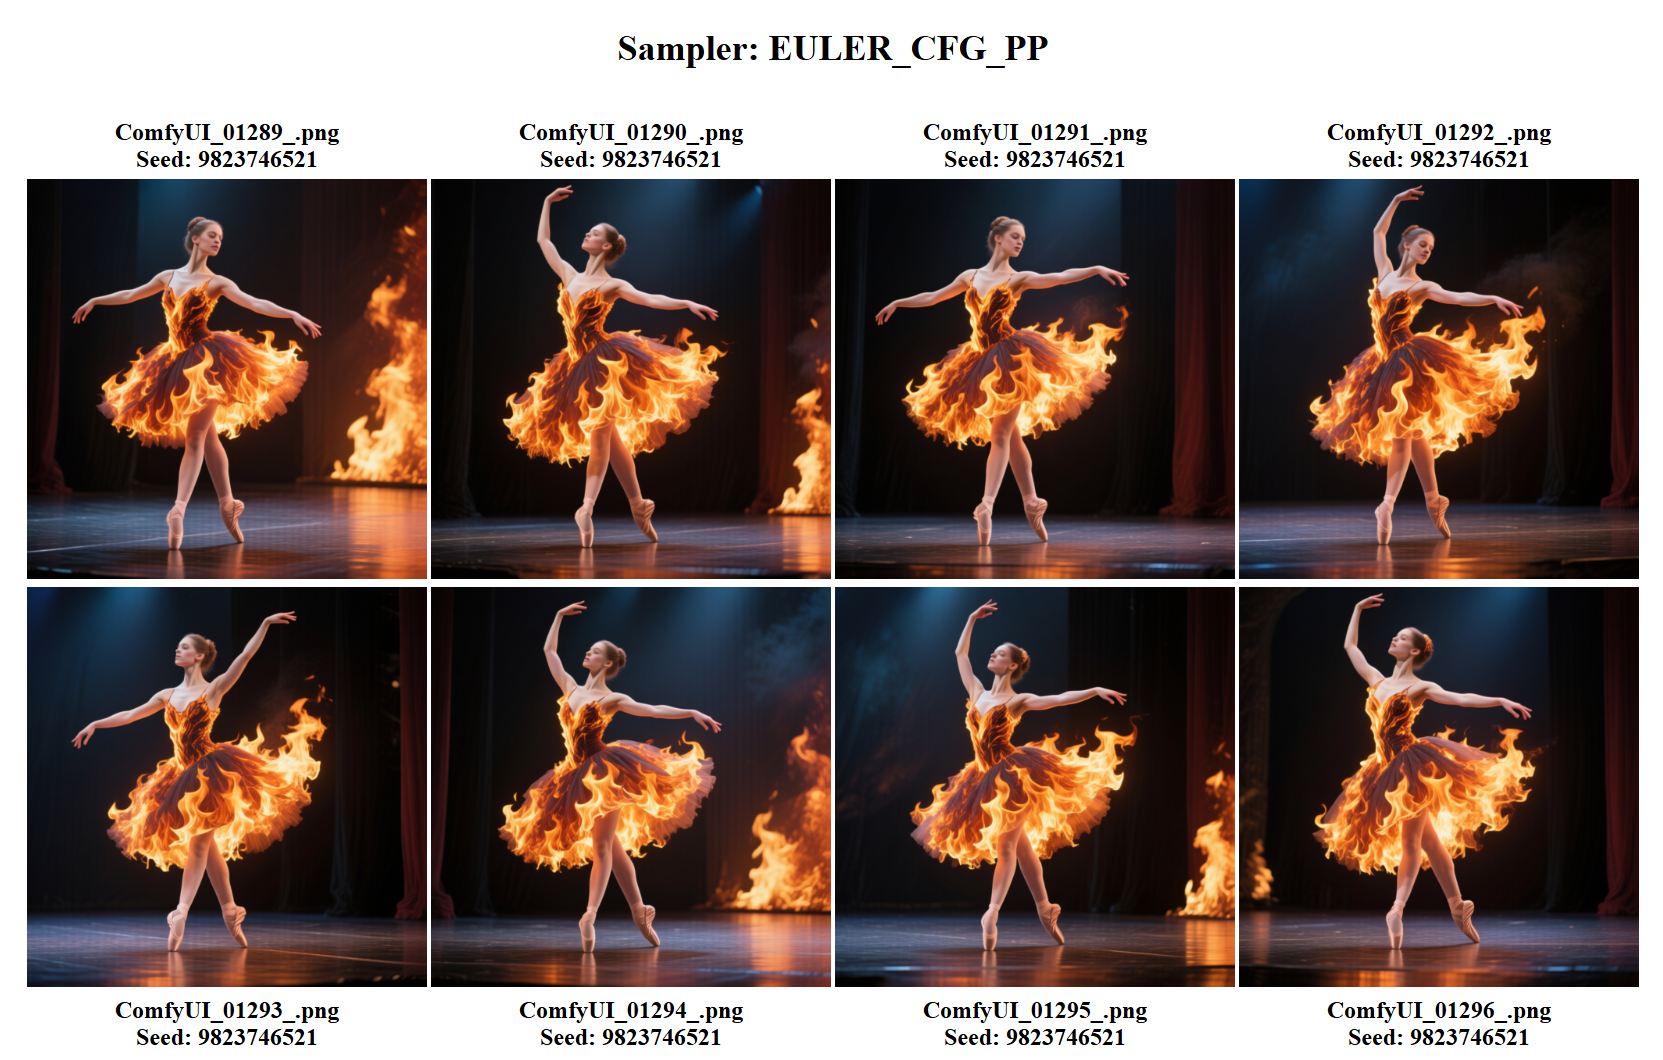 Sampler: EULER_CFG_PP
ComfyUI_01289_.png
Seed: 9823746521
ComfyUI_01290_.png
Seed: 9823746521
ComfyUI_01291_.png
Seed: 9823746521
ComfyUI_01292_.png
Seed: 9823746521
ComfyUI_01293_.png
Seed: 9823746521
ComfyUI_01294_.png
Seed: 9823746521
ComfyUI_01295_.png
Seed: 9823746521
ComfyUI_01296_.png
Seed: 9823746521